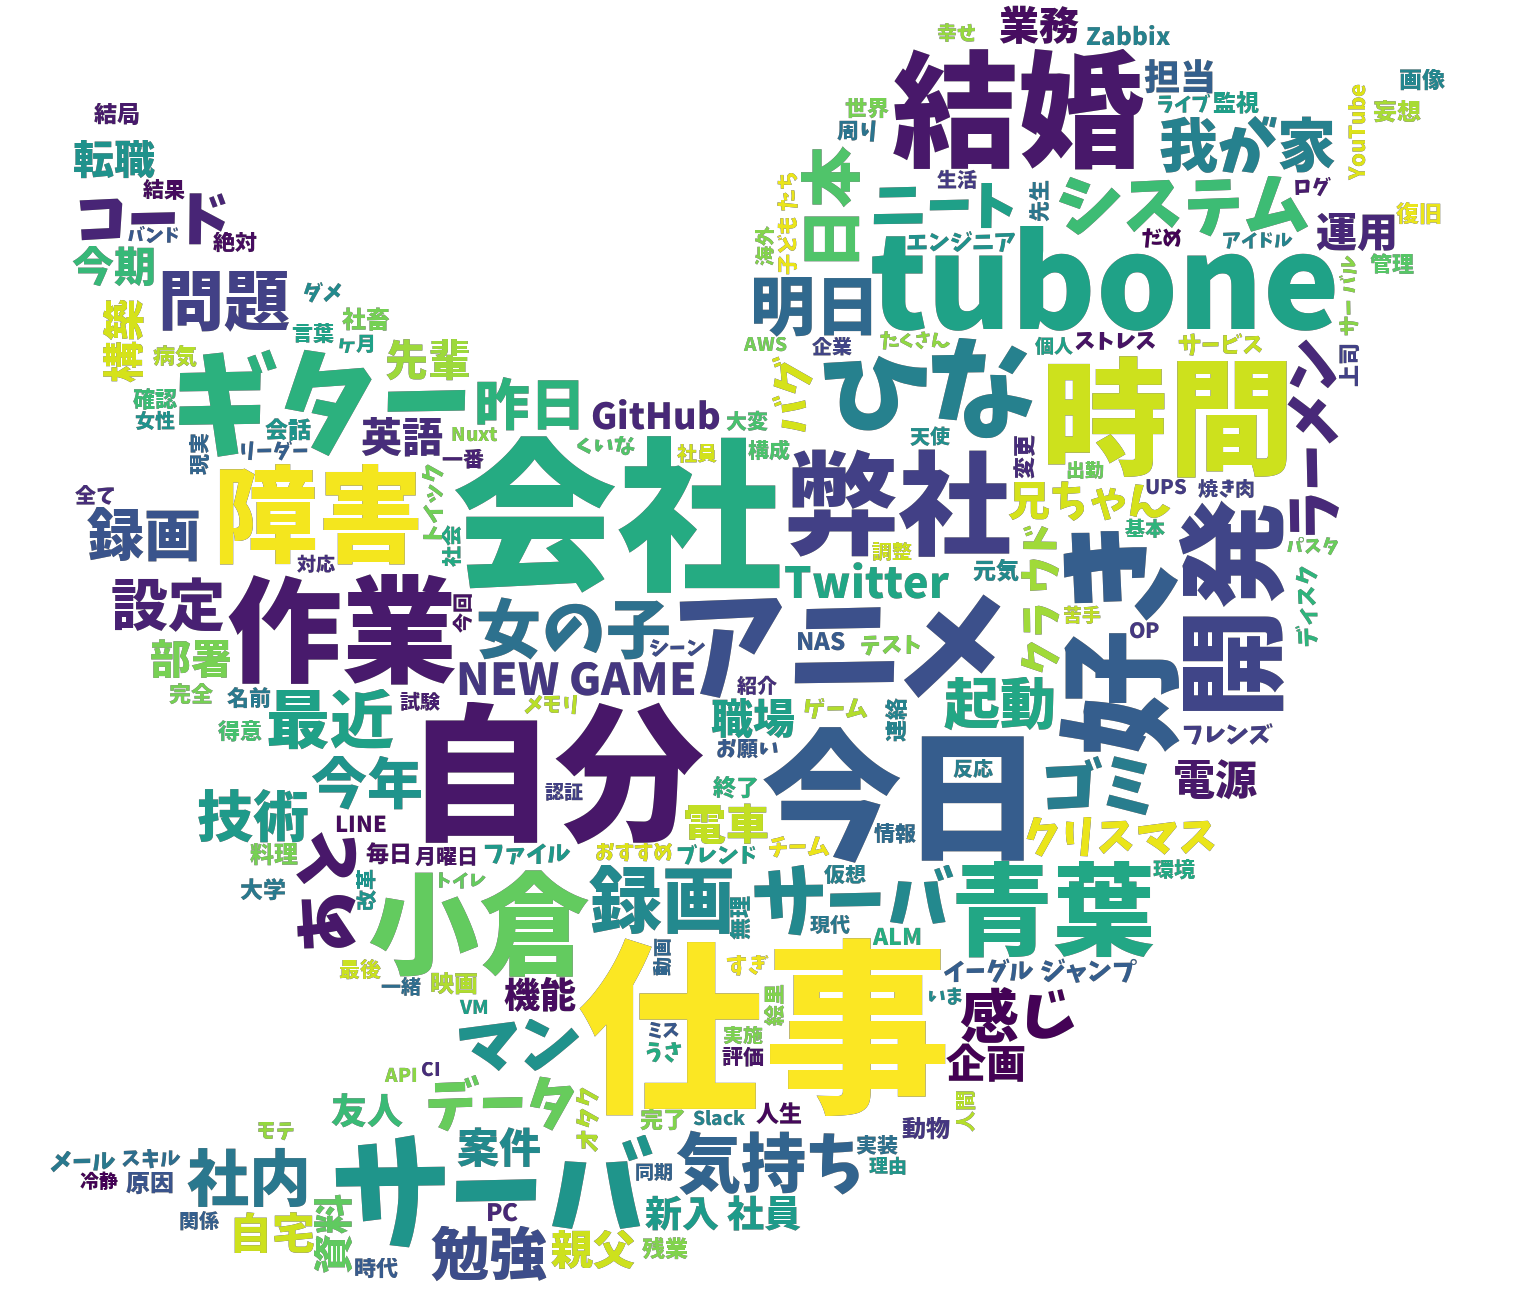 幸せ
業務
Zabbix
結婚
担当
画像
世界
ライブ
監視
YouTube
妄想
結局
周り
我が家
転職
日本
生活
先生
システム
ログ
結果
コード
バンド
絶対
子どもたち
海外
ニート
エンジニア
だめ
アイドル
運用
復旧
今期
tubone
管理
サーバル
問題
ダメ
明日
構築
社畜
言葉
ヶ月
病気
先輩
AWS
企業
たくさん
個人
ストレス
サービス
上司
ギター
昨日
バグ
ひな
時間
ラーメン
確認
女性
会話
英語
Nuxt
GitHub
大変
現実
リーダー
一番
くいな
社員
構成
天使
変更
出勤
障害
トイック
会社
弊社
兄ちゃん
UPS
焼き肉
全て
録画
社会
調整
クラウド
基本
好き
開発
パスタ
対応
Twitter
元気
ディスク
設定
作業
今回
女の子
アニメ
苦手
OP
シーン
NAS
テスト
部署
NEW GAME
完全
名前
試験
メモリ
紹介
得意
最近
職場
ゲーム
連絡
起動
フレンズ
自分
お願い
今日
反応
ゴミ
電源
今年
認証
終了
技術
LINE
電車
情報
クリスマス
料理
すえ
毎日
月曜日
ファイル
おすすめ
ブレンド
チーム
環境
大学
改革
トイレ
小倉
録画
無理
サーバ
仮想
青葉
現代
ALM
最後
一緒
映画
動画
すぎ
イーグル ジャンプ
VM
機能
仕事
絵里
いま
感じ
マン
ミス
うさ
実施
評価
企画
API
CI
友人
データ
オタク
完了
Slack
人生
動物
人間
モテ
案件
メール
スキル
冷静
原因
社内
サーバ
同期
気持ち
実装
理由
関係
自宅
資料
PC
新入 社員
時代
勉強
親父
残業